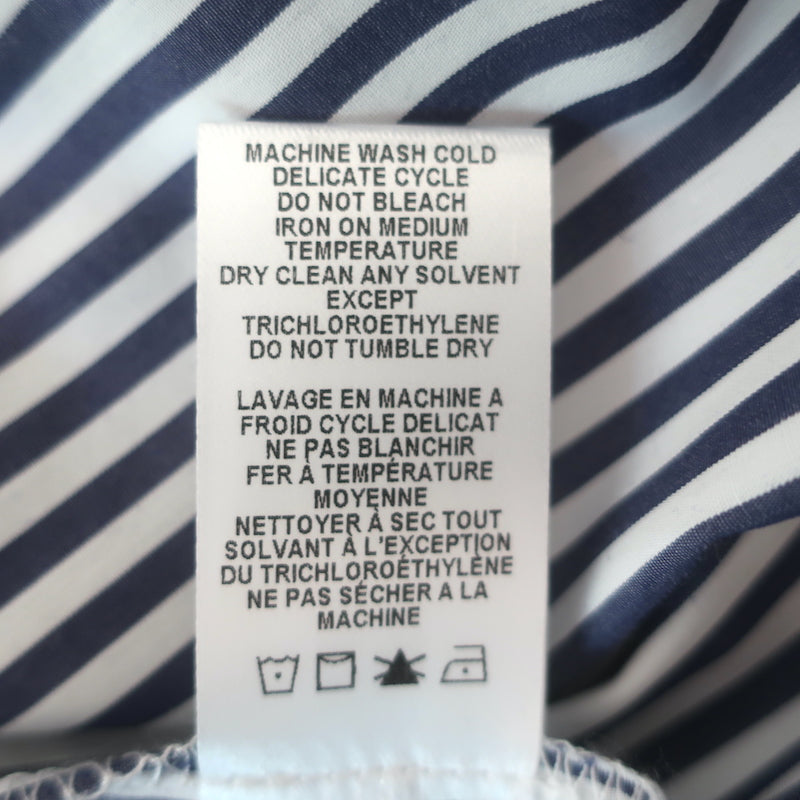 MACHINE WASH COLD
DELICATE CYCLE
DO NOT BLEACH
IRON ON MEDIUM
TEMPERATURE
DRY CLEAN ANY SOLVENT
EXCEPT
TRICHLOROETHYLENE
DO NOT TUMBLE DRY
LAVAGE EN MACHINE A
FROID CYCLE DELICAT
NE PAS BLANCHIR
FER À TEMPÉRATURE
MOYENNE
NETTOYER À SEC TOUT
SOLVANT À L'EXCEPTION
DU TRICHLOROÉTHYLÈNE
NE PAS SÉCHER A LA
MACHINE